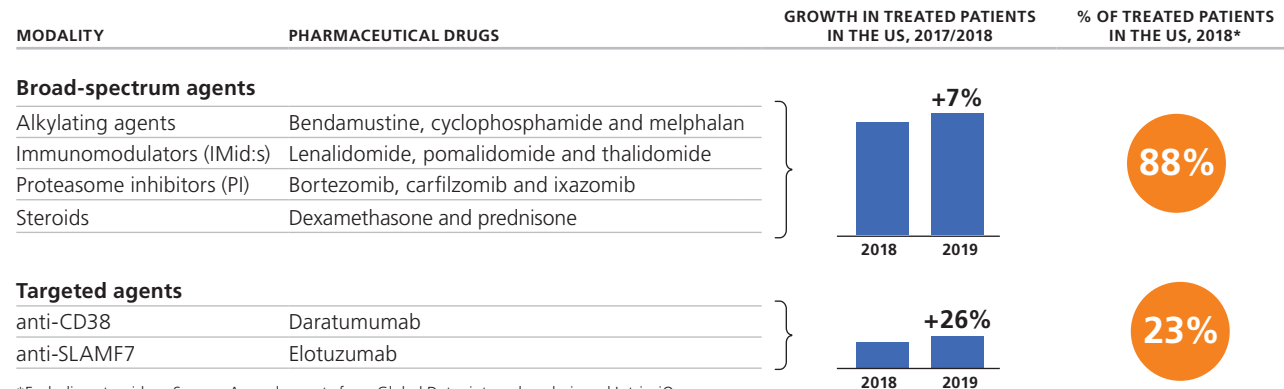 MODALITY PHARMACEUTICAL DRUGS GROWTH IN TREATED PATIENTS IN THE US, 2017/2018 % OF TREATED PATIENTS IN THE US, 2018*
Broad-spectrum agents
Alkylating agents Bendamustine, cyclophosphamide and melphalan
Immunomodulators (IMid:s) Lenalidomide, pomalidomide and thalidomide
Proteasome inhibitors (PI) Bortezomib, carfilzomib and ixazomib
Steroids Dexamethasone and prednisone
+7%
2018 2019
88%
Targeted agents
anti-CD38 Daratumumab
anti-SLAMF7 Elotuzumab
+26%
2018 2019
23%